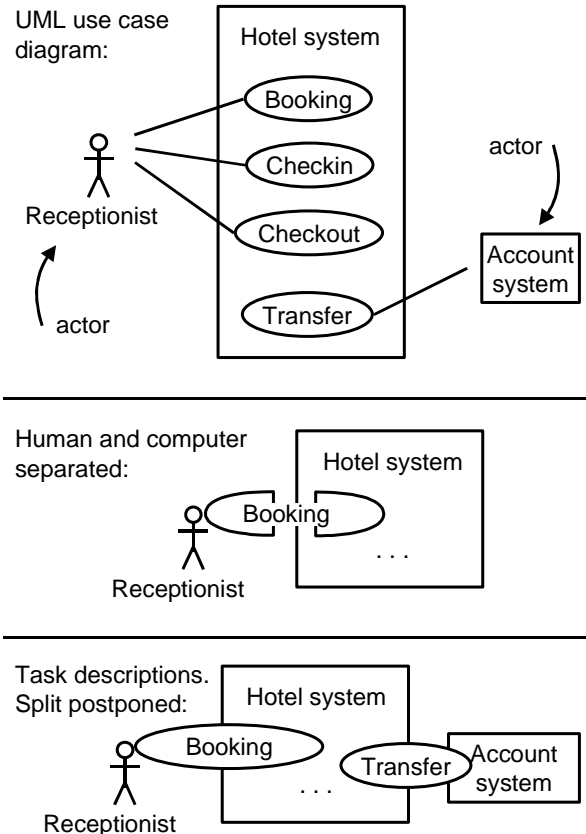 UML use case
diagram:
Hotel system
Booking
Checkin
Checkout
Transfer
Receptionist
actor
actor
Account
system
Human and computer
separated:
Hotel system
Booking
. . .
Receptionist
Task descriptions.
Split postponed:
Hotel system
Booking
. . .
Transfer
Account
system
Receptionist